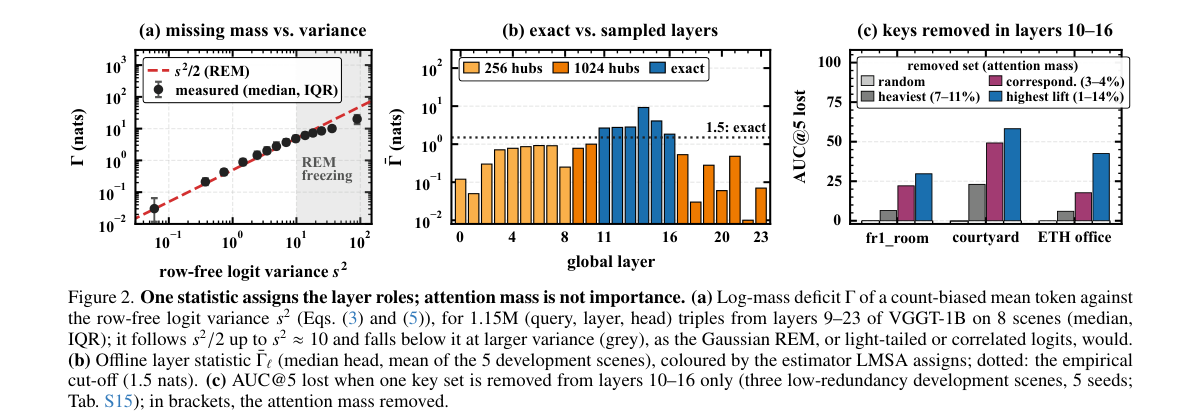 (a) missing mass vs. variance
Γ (nats)
10³
10²
10¹
10⁰
10⁻¹
10⁻²
s²/2 (REM)
measured (median, IQR)
REM
freezing
10⁻¹
10⁰
10¹
10²
row-free logit variance s²
(b) exact vs. sampled layers
Γ̄ (nats)
10²
10¹
10⁰
10⁻¹
10⁻²
256 hubs
1024 hubs
exact
1.5: exact
0
4
8
11
16
20
23
global layer
(c) keys removed in layers 10–16
AUC@5 lost
100
75
50
25
0
removed set (attention mass)
random
correspond. (3–4%)
heaviest (7–11%)
highest lift (1–14%)
fr1_room
courtyard
ETH office
Figure 2. One statistic assigns the layer roles; attention mass is not importance. (a) Log-mass deficit Γ of a count-biased mean token against
the row-free logit variance s² (Eqs. (3) and (5)), for 1.15M (query, layer, head) triples from layers 9–23 of VGGT-1B on 8 scenes (median,
IQR); it follows s²/2 up to s² ≈ 10 and falls below it at larger variance (grey), as the Gaussian REM, or light-tailed or correlated logits, would.
(b) Offline layer statistic Γ̄ℓ (median head, mean of the 5 development scenes), coloured by the estimator LMSA assigns; dotted: the empirical
cut-off (1.5 nats). (c) AUC@5 lost when one key set is removed from layers 10–16 only (three low-redundancy development scenes, 5 seeds;
Tab. S15); in brackets, the attention mass removed.